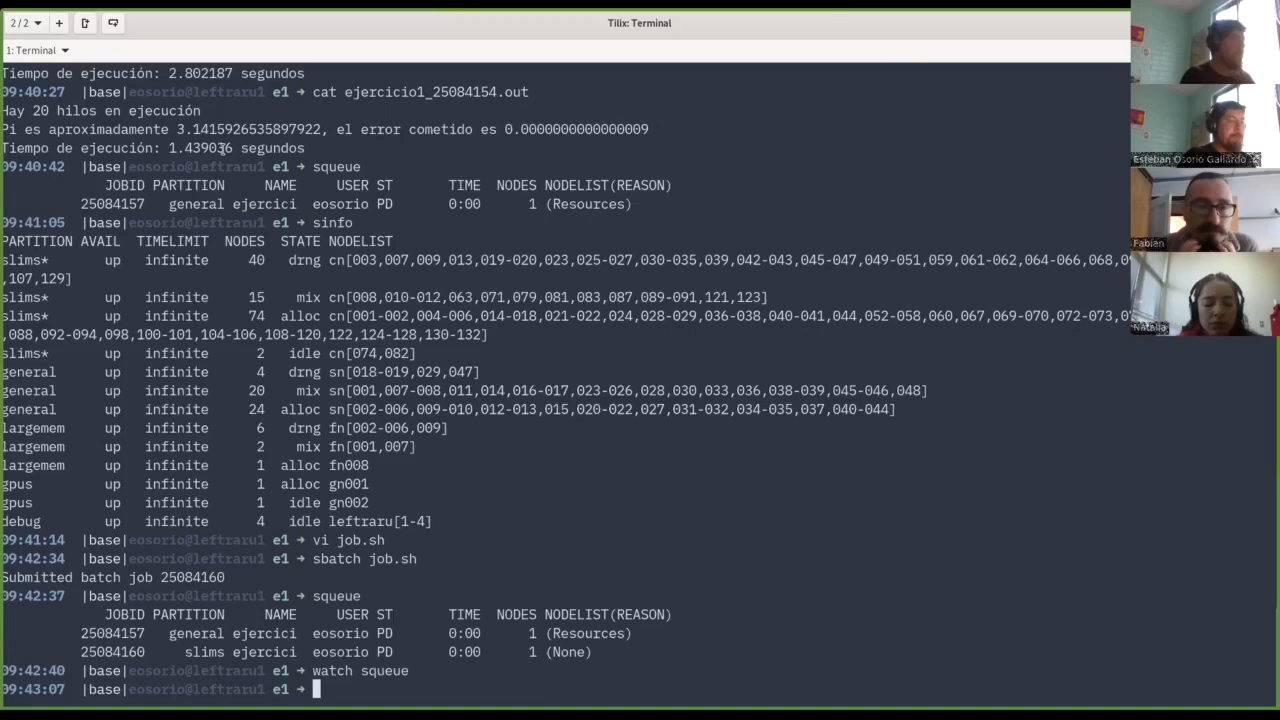 2 / 2
Tilix: Terminal
1: Terminal
Tiempo de ejecución: 2.802187 segundos
09:40:27 |base|eosorio@leftraru1 e1 → cat ejercicio1_25084154.out
Hay 20 hilos en ejecución
Pi es aproximadamente 3.1415926535897922, el error cometido es 0.0000000000000009
Tiempo de ejecución: 1.439036 segundos
09:40:42 |base|eosorio@leftraru1 e1 → squeue
JOBID PARTITION NAME USER ST TIME NODES NODELIST(REASON)
25084157 general ejercici eosorio PD 0:00 1 (Resources)
09:41:05 |base|eosorio@leftraru1 e1 → sinfo
PARTITION AVAIL TIMELIMIT NODES STATE NODELIST
slims* up infinite 40 drng cn[003,007,009,013,019-020,023,025-027,030-035,039,042-043,045-047,049-051,059,061-062,064-066,068,
,107,129]
slims* up infinite 15 mix cn[008,010-012,063,071,079,081,083,087,089-091,121,123]
slims* up infinite 74 alloc cn[001-002,004-006,014-018,021-022,024,028-029,036-038,040-041,044,052-058,060,067,069-070,072-073,
,088,092-094,098,100-101,104-106,108-120,122,124-128,130-132]
slims* up infinite 2 idle cn[074,082]
general up infinite 4 drng sn[018-019,029,047]
general up infinite 20 mix sn[001,007-008,011,014,016-017,023-026,028,030,033,036,038-039,045-046,048]
general up infinite 24 alloc sn[002-006,009-010,012-013,015,020-022,027,031-032,034-035,037,040-044]
largemem up infinite 6 drng fn[002-006,009]
largemem up infinite 2 mix fn[001,007]
largemem up infinite 1 alloc fn008
gpus up infinite 1 alloc gn001
gpus up infinite 1 idle gn002
debug up infinite 4 idle leftraru[1-4]
09:41:14 |base|eosorio@leftraru1 e1 → vi job.sh
09:42:34 |base|eosorio@leftraru1 e1 → sbatch job.sh
Submitted batch job 25084160
09:42:37 |base|eosorio@leftraru1 e1 → squeue
JOBID PARTITION NAME USER ST TIME NODES NODELIST(REASON)
25084157 general ejercici eosorio PD 0:00 1 (Resources)
25084160 slims ejercici eosorio PD 0:00 1 (None)
09:42:40 |base|eosorio@leftraru1 e1 → watch squeue
09:43:07 |base|eosorio@leftraru1 e1 →
Esteban Osorio Gallardo
Fabian
Natalia